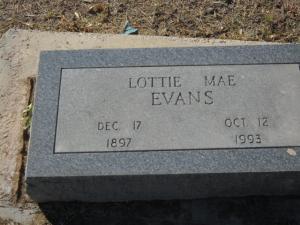 LOTTIE MAE
EVANS
DEC 17 OCT 12
1897 1993